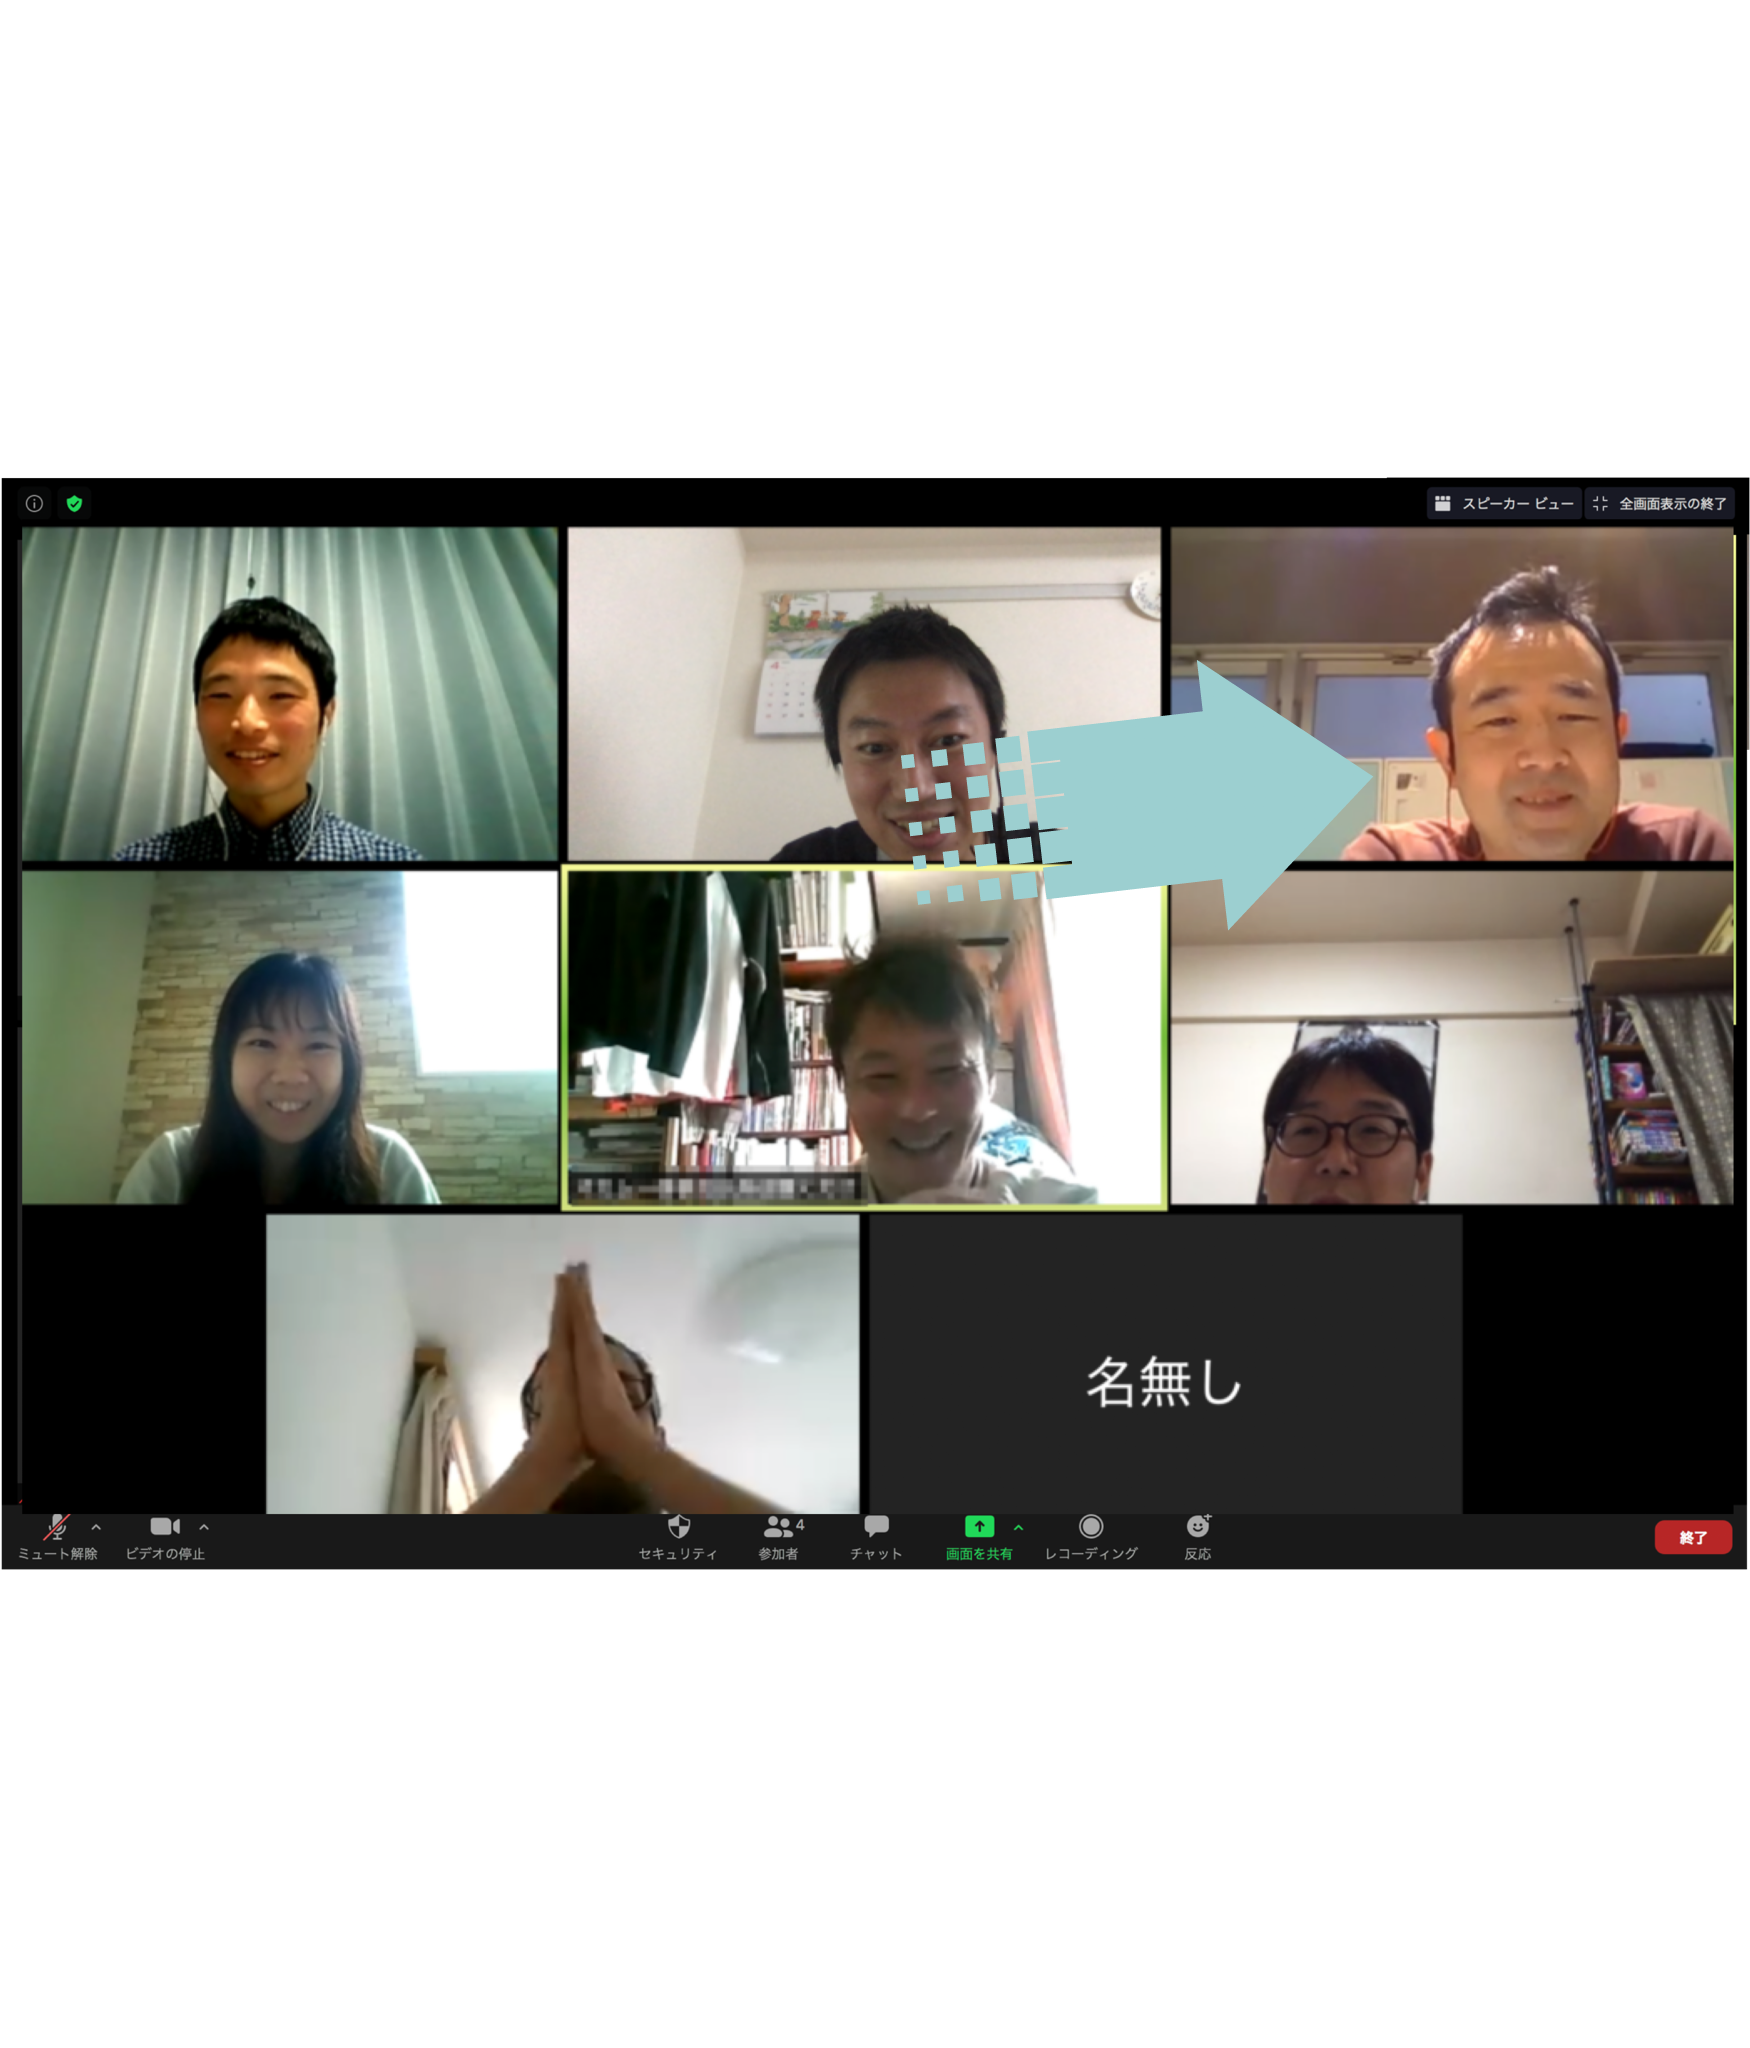 スピーカー ビュー
全画面表示の終了
4
名無し
4
ミュート解除
ビデオの停止
セキュリティ
参加者
チャット
画面を共有
レコーディング
反応
終了